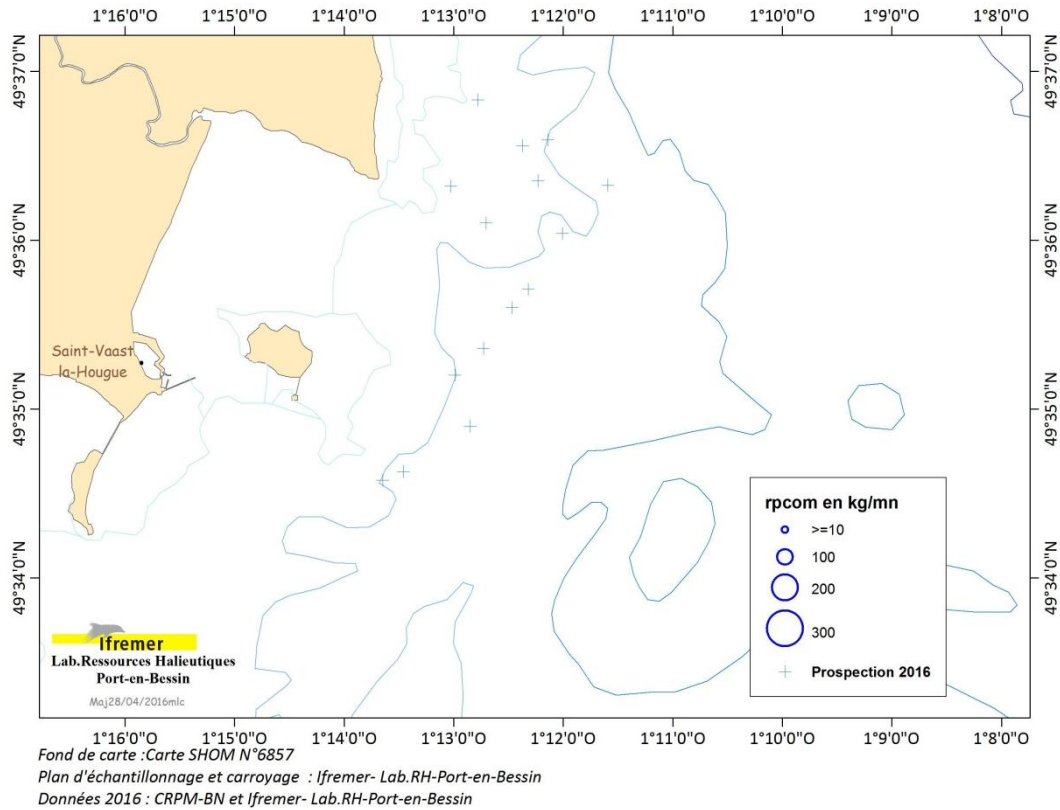 1°16'0"O 1°15'0"O 1°14'0"O 1°13'0"O 1°12'0"O 1°11'0"O 1°10'0"O 1°9'0"O 1°8'0"O
49°37'0"N 49°37'0"N
49°36'0"N 49°36'0"N
Saint-Vaast
la-Hougue
49°35'0"N 49°35'0"N
rpcom en kg/mn
>=10
100
200
300
Prospection 2016
49°34'0"N 49°34'0"N
Ifremer
Lab.Ressources Halieutiques
Port-en-Bessin
Maj28/04/2016mlc
1°16'0"O 1°15'0"O 1°14'0"O 1°13'0"O 1°12'0"O 1°11'0"O 1°10'0"O 1°9'0"O 1°8'0"O
Fond de carte :Carte SHOM N°6857
Plan d'échantillonnage et carroyage : Ifremer- Lab.RH-Port-en-Bessin
Données 2016 : CRPM-BN et Ifremer- Lab.RH-Port-en-Bessin